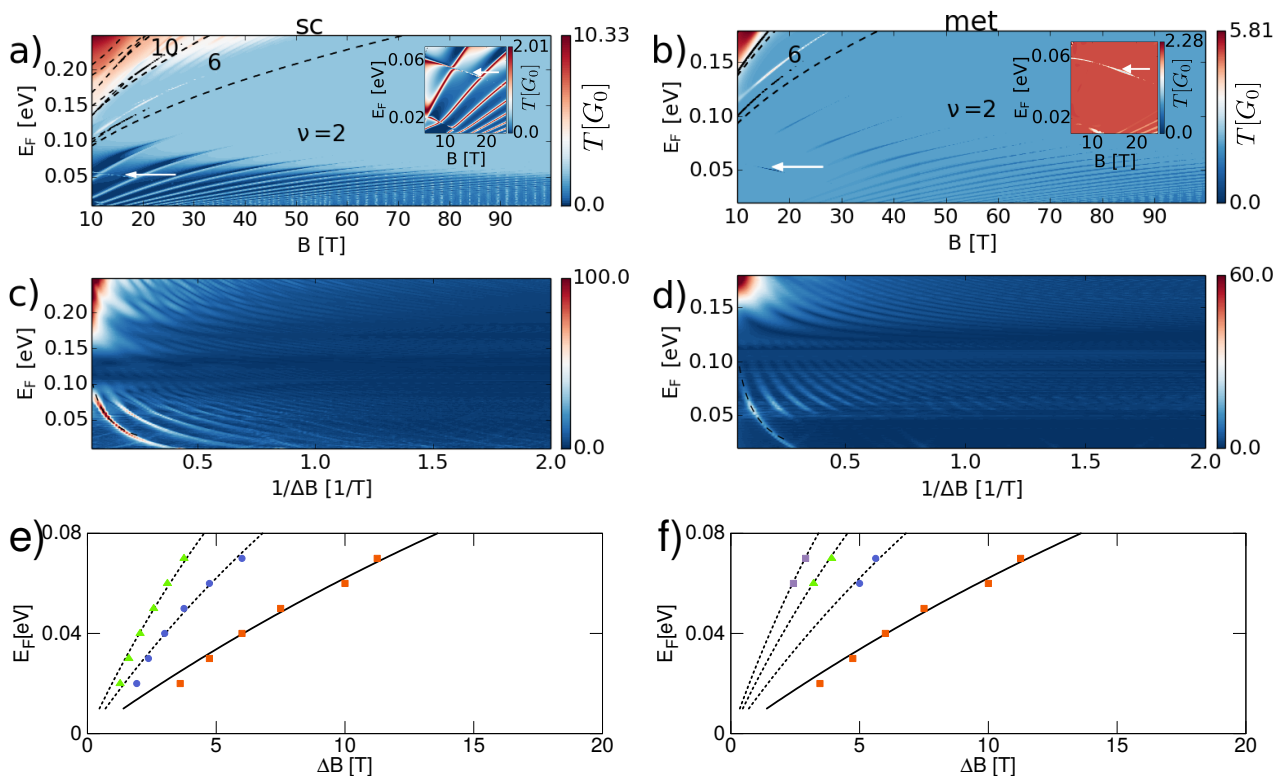 sc
a)
10
6
ν = 2
E_F [eV]
0.20
0.15
0.10
0.05
10 20 30 40 50 60 70 80 90
B [T]
10.33
0.0
T[G_0]
E_F [eV]
0.06
0.02
10 20
B [T]
2.01
0.0
T[G_0]
met
b)
6
ν = 2
E_F [eV]
0.15
0.10
0.05
10 20 30 40 50 60 70 80 90
B [T]
5.81
0.0
T[G_0]
E_F [eV]
0.06
0.02
10 20
B [T]
2.28
0.0
T[G_0]
c)
E_F [eV]
0.20
0.15
0.10
0.05
0.5 1.0 1.5 2.0
1/ΔB [1/T]
100.0
0.0
d)
E_F [eV]
0.15
0.10
0.05
0.5 1.0 1.5 2.0
1/ΔB [1/T]
60.0
0.0
e)
E_F[eV]
0.08
0.04
0
0 5 10 15 20
ΔB [T]
f)
E_F[eV]
0.08
0.04
0
0 5 10 15 20
ΔB [T]